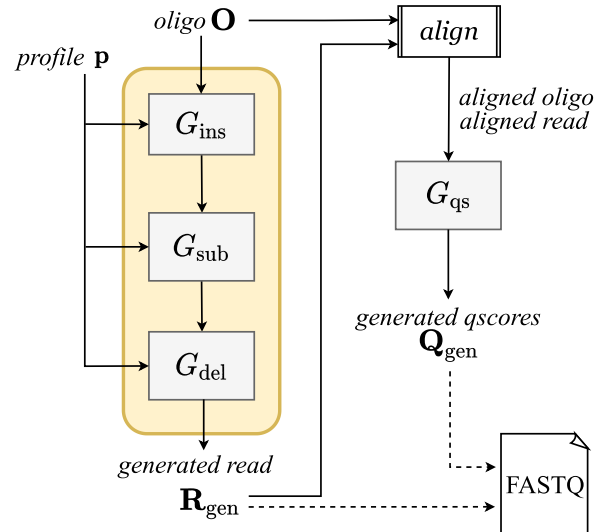 oligo O
profile p
G_ins
G_sub
G_del
generated read
R_gen
align
aligned oligo
aligned read
G_qs
generated qscores
Q_gen
FASTQ